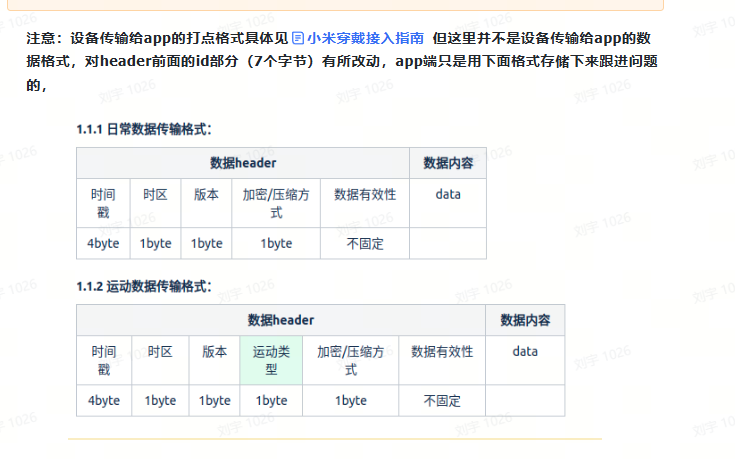 注意：设备传输给app的打点格式具体见 小米穿戴接入指南 但这里并不是设备传输给app的数
据格式，对header前面的id部分（7个字节）有所改动，app端只是用下面格式存储下来跟进问题
的，
1.1.1 日常数据传输格式：
数据header 数据内容
时间戳 时区 版本 加密/压缩方式 数据有效性 data
4byte 1byte 1byte 1byte 不固定
1.1.2 运动数据传输格式：
数据header 数据内容
时间戳 时区 版本 运动类型 加密/压缩方式 数据有效性 data
4byte 1byte 1byte 1byte 1byte 不固定
刘宇 1026